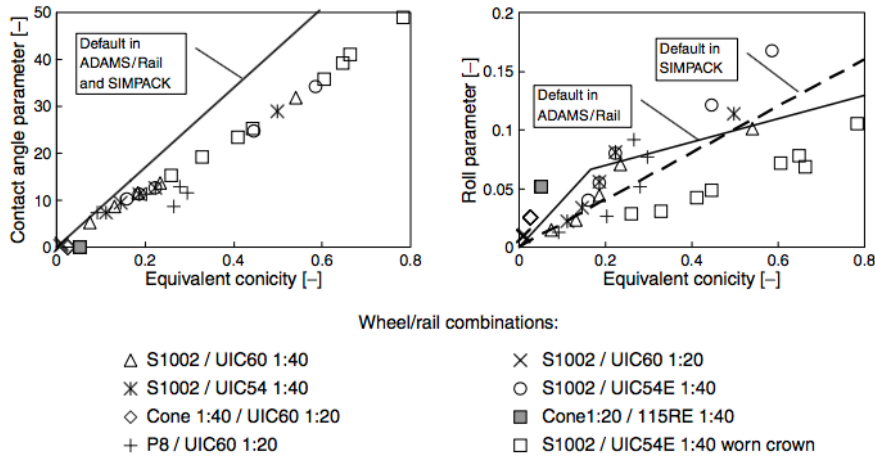 50
40
30
20
10
0
Contact angle parameter [–]
Default in
ADAMS/Rail
and SIMPACK
0 0.2 0.4 0.6 0.8
Equivalent conicity [–]
0.2
0.15
0.1
0.05
0
Roll parameter [–]
Default in
SIMPACK
Default in
ADAMS/Rail
0 0.2 0.4 0.6 0.8
Equivalent conicity [–]
Wheel/rail combinations:
S1002 / UIC60 1:40
S1002 / UIC54 1:40
Cone 1:40 / UIC60 1:20
P8 / UIC60 1:20
S1002 / UIC60 1:20
S1002 / UIC54E 1:40
Cone1:20 / 115RE 1:40
S1002 / UIC54E 1:40 worn crown